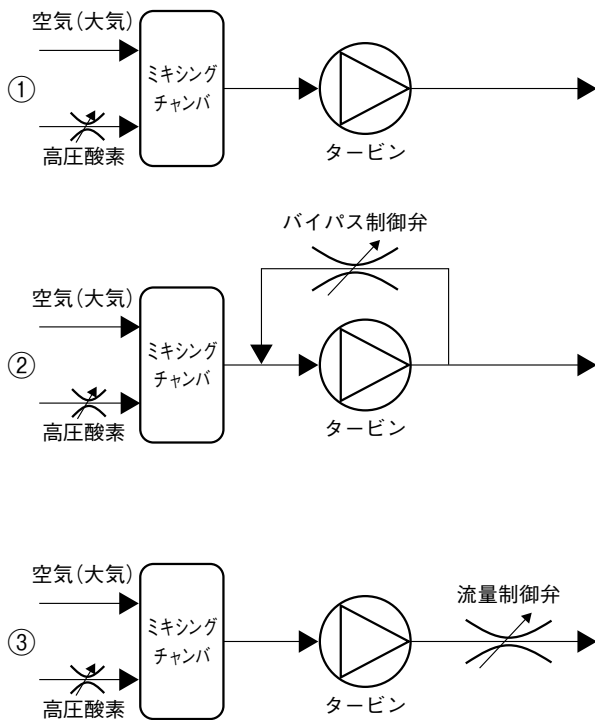 空気(大気)
①
ミキシング
チャンバ
高圧酸素
タービン
バイパス制御弁
空気(大気)
②
ミキシング
チャンバ
高圧酸素
タービン
空気(大気)
③
ミキシング
チャンバ
流量制御弁
高圧酸素
タービン